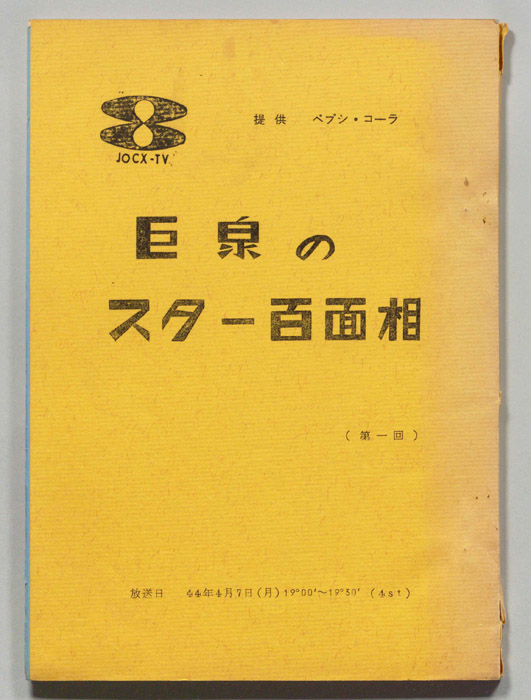 JOCX-TV
提供 ペプシ・コーラ
巨泉の
スター百面相
(第一回)
放送日 44年4月7日(月)19°00'〜19°30' (4st)